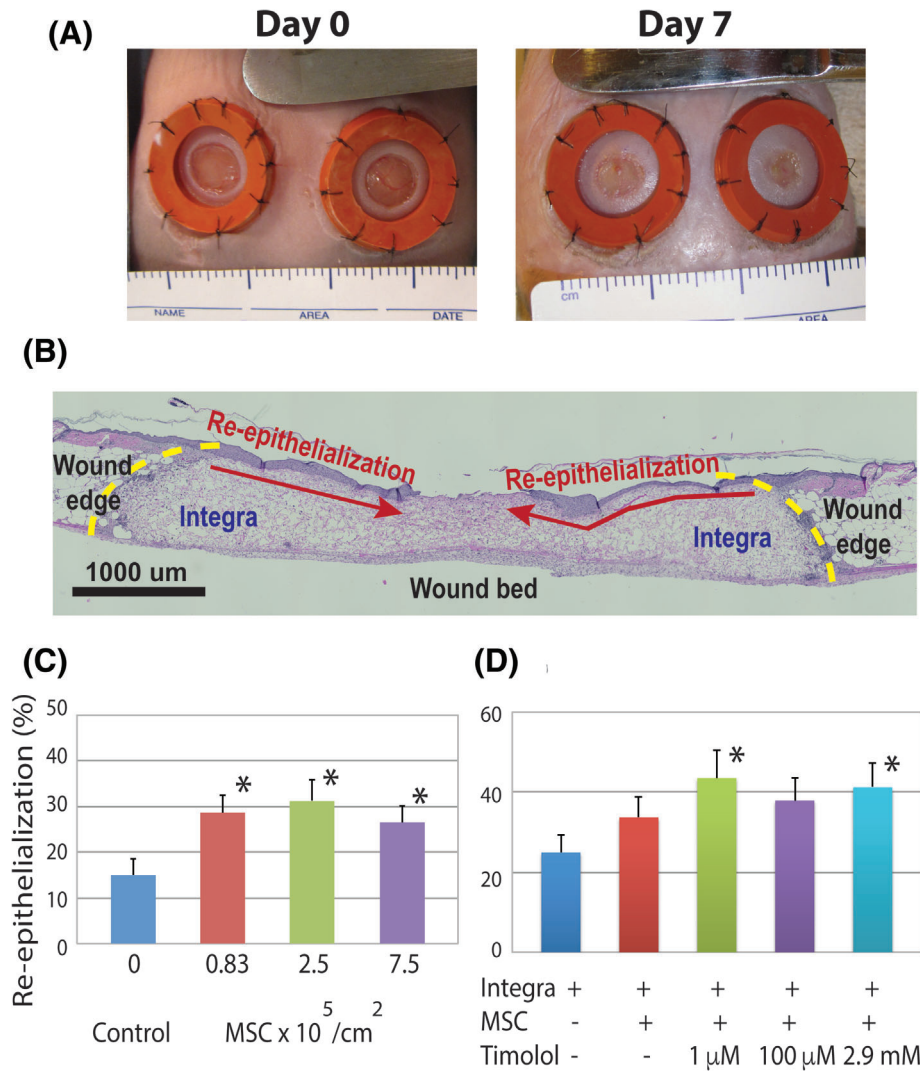 (A)
Day 0
Day 7
NAME
AREA
DATE
cm
AREA
(B)
Re-epithelialization
Re-epithelialization
Wound
edge
Integra
Integra
Wound
edge
1000 um
Wound bed
(C)
Re-epithelialization (%)
50
40
30
20
10
0
*
*
*
0
0.83
2.5
7.5
Control
MSC x 10^5/cm^2
(D)
60
40
20
0
*
*
Integra + + + + +
MSC - + + + +
Timolol - - 1 μM 100 μM 2.9 mM